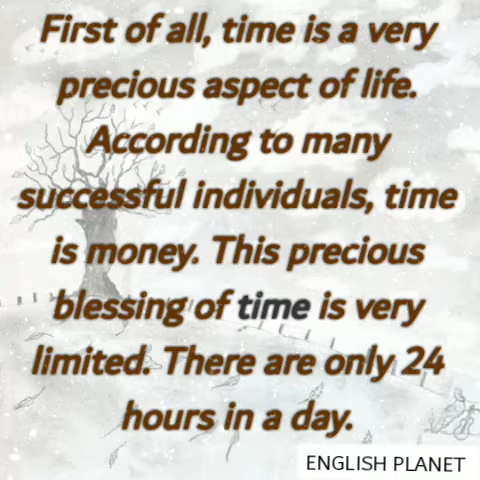 First of all, time is a very
precious aspect of life.
According to many
successful individuals, time
is money. This precious
blessing of time is very
limited. There are only 24
hours in a day.
ENGLISH PLANET